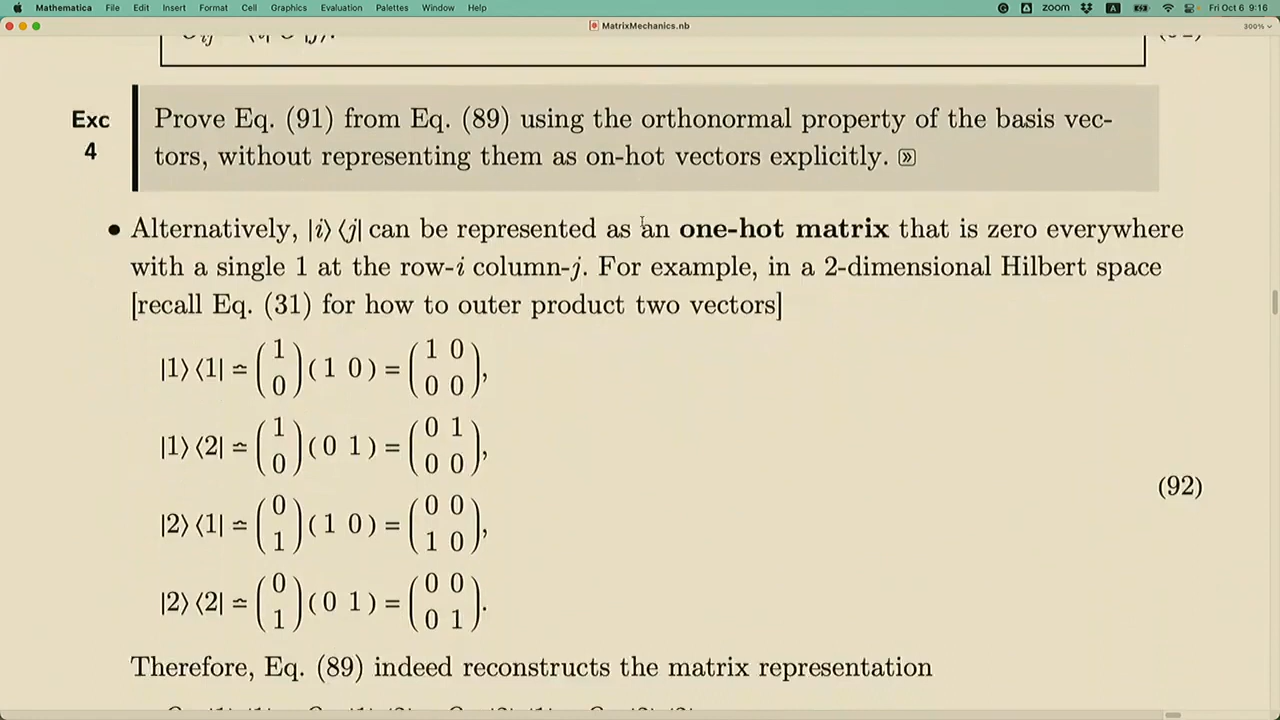 Mathematica File Edit Insert Format Cell Graphics Evaluation Palettes Window Help zoom A Fri Oct 6 9:16
MatrixMechanics.nb 300%
Exc 4
Prove Eq. (91) from Eq. (89) using the orthonormal property of the basis vec-
tors, without representing them as on-hot vectors explicitly. »
• Alternatively, |i⟩⟨j| can be represented as an one-hot matrix that is zero everywhere
with a single 1 at the row-i column-j. For example, in a 2-dimensional Hilbert space
[recall Eq. (31) for how to outer product two vectors]
|1⟩⟨1| ≏ (1 0) (1 0) = (1 0 0 0),
|1⟩⟨2| ≏ (1 0) (0 1) = (0 1 0 0),
(92)
|2⟩⟨1| ≏ (0 1) (1 0) = (0 0 1 0),
|2⟩⟨2| ≏ (0 1) (0 1) = (0 0 0 1).
Therefore, Eq. (89) indeed reconstructs the matrix representation